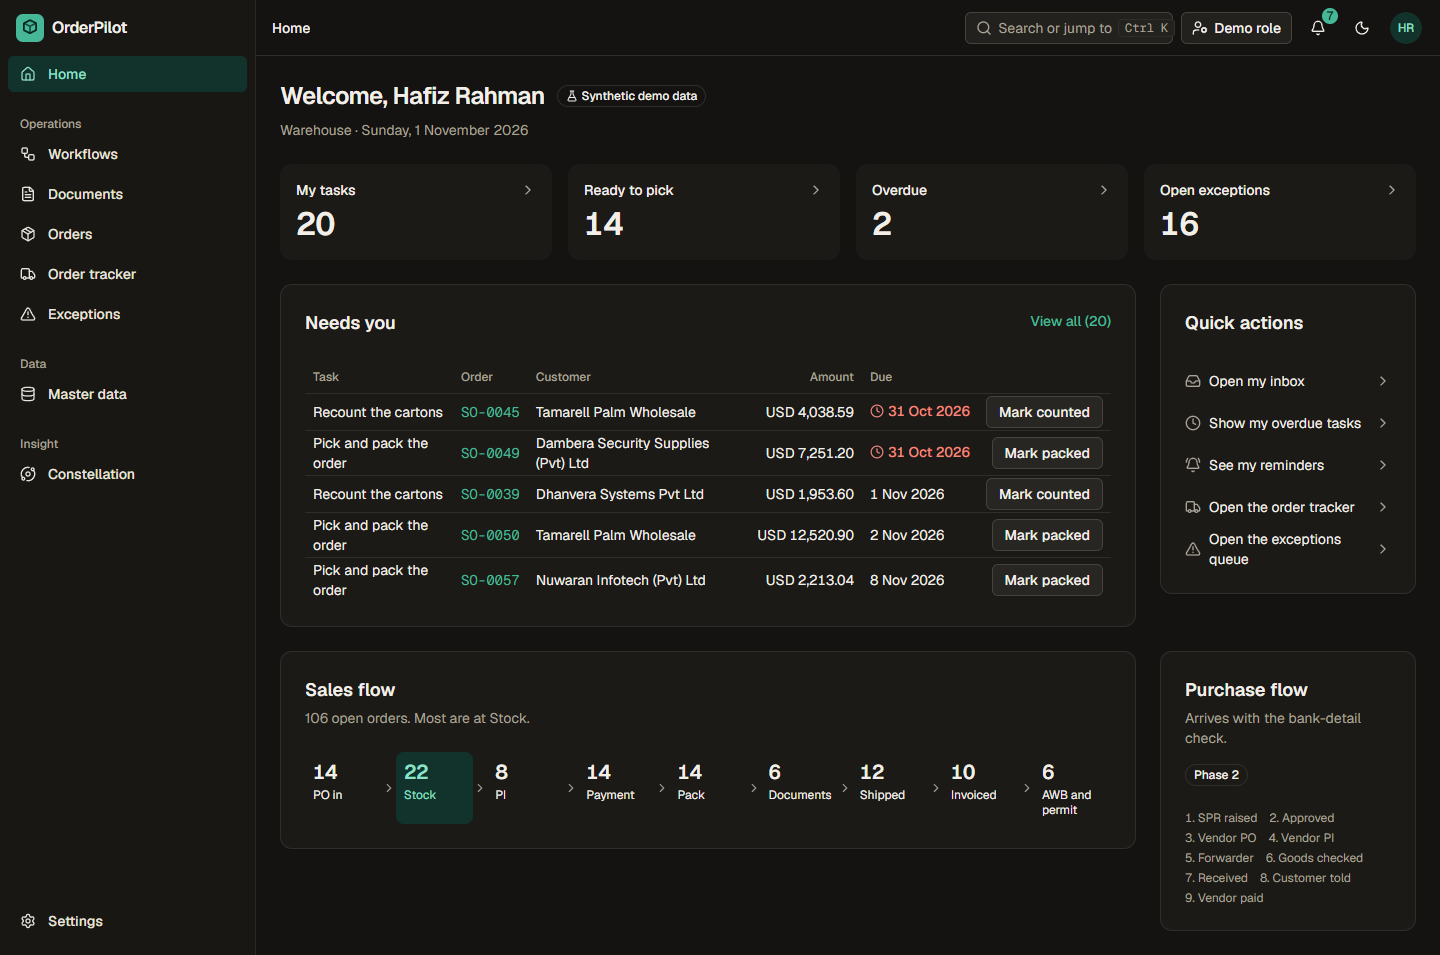 OrderPilot
Home
Search or jump to
Ctrl K
Demo role
7
HR
Home
Operations
Workflows
Documents
Orders
Order tracker
Exceptions
Data
Master data
Insight
Constellation
Settings
Welcome, Hafiz Rahman
Synthetic demo data
Warehouse · Sunday, 1 November 2026
My tasks
20
Ready to pick
14
Overdue
2
Open exceptions
16
Needs you
View all (20)
Task Order Customer Amount Due
Recount the cartons SO-0045 Tamarell Palm Wholesale USD 4,038.59 31 Oct 2026 Mark counted
Pick and pack the order SO-0049 Dambera Security Supplies (Pvt) Ltd USD 7,251.20 31 Oct 2026 Mark packed
Recount the cartons SO-0039 Dhanvera Systems Pvt Ltd USD 1,953.60 1 Nov 2026 Mark counted
Pick and pack the order SO-0050 Tamarell Palm Wholesale USD 12,520.90 2 Nov 2026 Mark packed
Pick and pack the order SO-0057 Nuwaran Infotech (Pvt) Ltd USD 2,213.04 8 Nov 2026 Mark packed
Quick actions
Open my inbox
Show my overdue tasks
See my reminders
Open the order tracker
Open the exceptions
queue
Sales flow
106 open orders. Most are at Stock.
14
PO in
22
Stock
8
PI
14
Payment
14
Pack
6
Documents
12
Shipped
10
Invoiced
6
AWB and
permit
Purchase flow
Arrives with the bank-detail
check.
Phase 2
1. SPR raised 2. Approved
3. Vendor PO 4. Vendor PI
5. Forwarder 6. Goods checked
7. Received 8. Customer told
9. Vendor paid